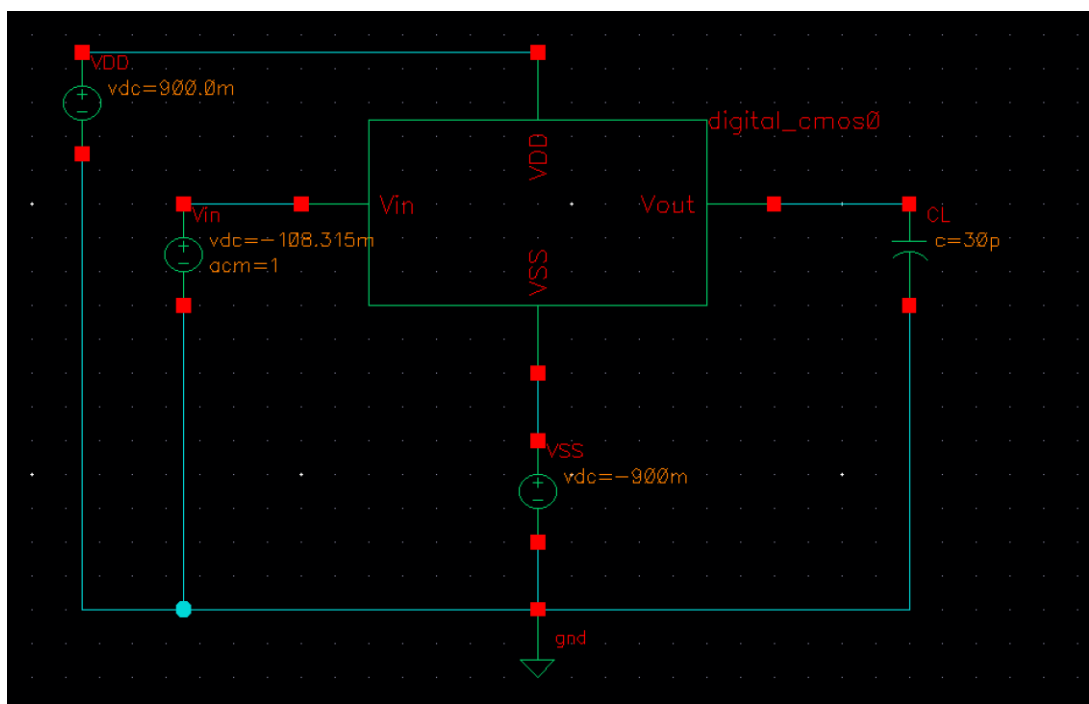 VDD
vdc=900.0m
digital_cmos0
VDD
Vin
Vout
VSS
Vin
vdc=-108.315m
acm=1
CL
c=30p
VSS
vdc=-900m
gnd